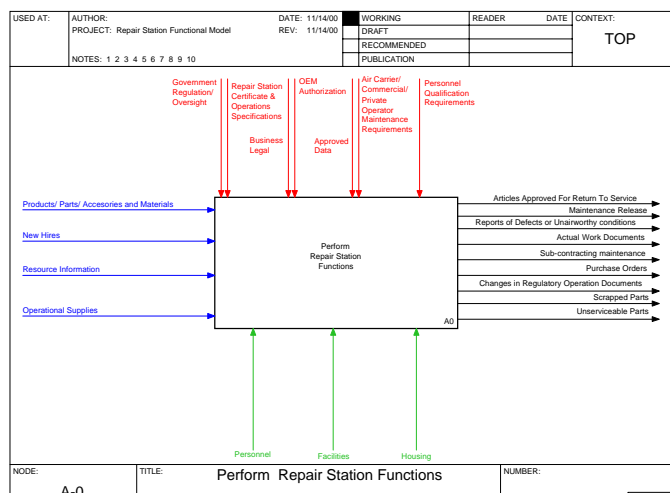 USED AT:
AUTHOR:
DATE: 11/14/00
WORKING
READER
DATE
CONTEXT:
PROJECT: Repair Station Functional Model
REV: 11/14/00
DRAFT
TOP
RECOMMENDED
NOTES: 1 2 3 4 5 6 7 8 9 10
PUBLICATION
Government
Regulation/
Oversight
Repair Station
Certificate &
Operations
Specifications
Business
Legal
OEM
Authorization
Approved
Data
Air Carrier/
Commercial/
Private
Operator
Maintenance
Requirements
Personnel
Qualification
Requirements
Products/ Parts/ Accesories and Materials
New Hires
Resource Information
Operational Supplies
Perform
Repair Station
Functions
A0
Articles Approved For Return To Service
Maintenance Release
Reports of Defects or Unairworthy conditions
Actual Work Documents
Sub-contracting maintenance
Purchase Orders
Changes in Regulatory Operation Documents
Scrapped Parts
Unserviceable Parts
Personnel
Facilities
Housing
NODE:
A-0
TITLE:
Perform Repair Station Functions
NUMBER: